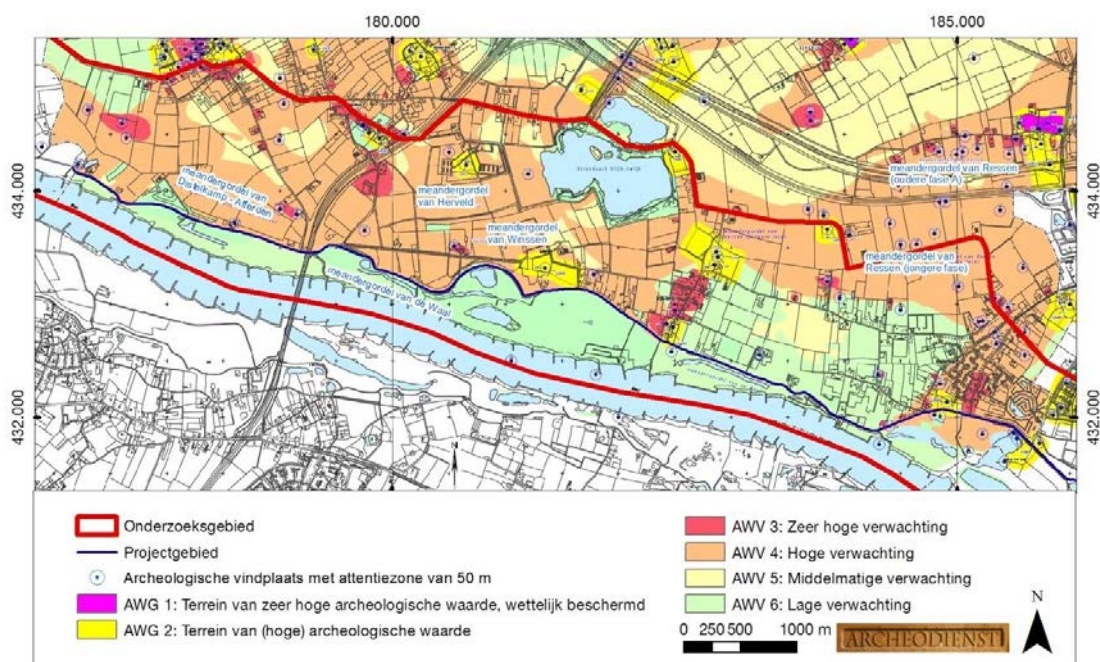 180.000
185.000
434.000
434.000
432.000
432.000
meandergordel van
Distelkamp - Afferden
meandergordel
van Herveld
meandergordel
van Winssen
meandergordel van de Waal
meandergordel van Ressen
(oudere fase A)
meandergordel van
Ressen (jongere fase)
Onderzoeksgebied
Projectgebied
Archeologische vindplaats met attentiezone van 50 m
AWG 1: Terrein van zeer hoge archeologische waarde, wettelijk beschermd
AWG 2: Terrein van (hoge) archeologische waarde
AWV 3: Zeer hoge verwachting
AWV 4: Hoge verwachting
AWV 5: Middelmatige verwachting
AWV 6: Lage verwachting
0 250 500 1000 m
ARCHEODIENST
N
N